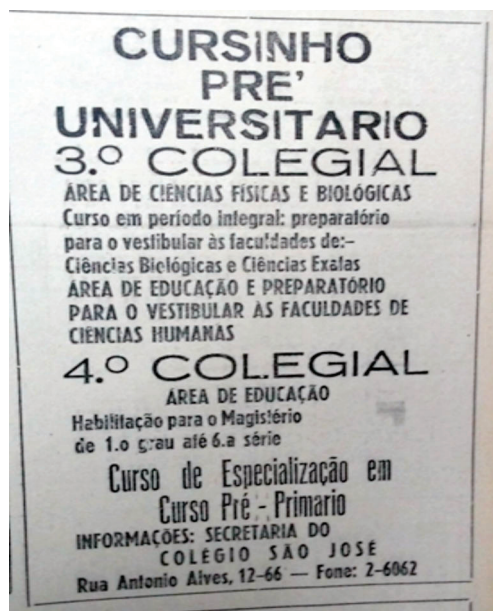 CURSINHO
PRE'
UNIVERSITARIO
3.º COLEGIAL
ÁREA DE CIÊNCIAS FÍSICAS E BIOLÓGICAS
Curso em período integral: preparatório
para o vestibular às faculdades de:-
Ciências Biológicas e Ciências Exatas
ÁREA DE EDUCAÇÃO E PREPARATÓRIO
PARA O VESTIBULAR ÀS FACULDADES DE
CIÊNCIAS HUMANAS
4.º COLEGIAL
ÁREA DE EDUCAÇÃO
Habilitação para o Magistério
de 1.o grau até 6.a série
Curso de Especialização em
Curso Pré - Primario
INFORMAÇÕES: SECRETARIA DO
COLÉGIO SÃO JOSÉ
Rua Antonio Alves, 12-66 — Fone: 2-6062